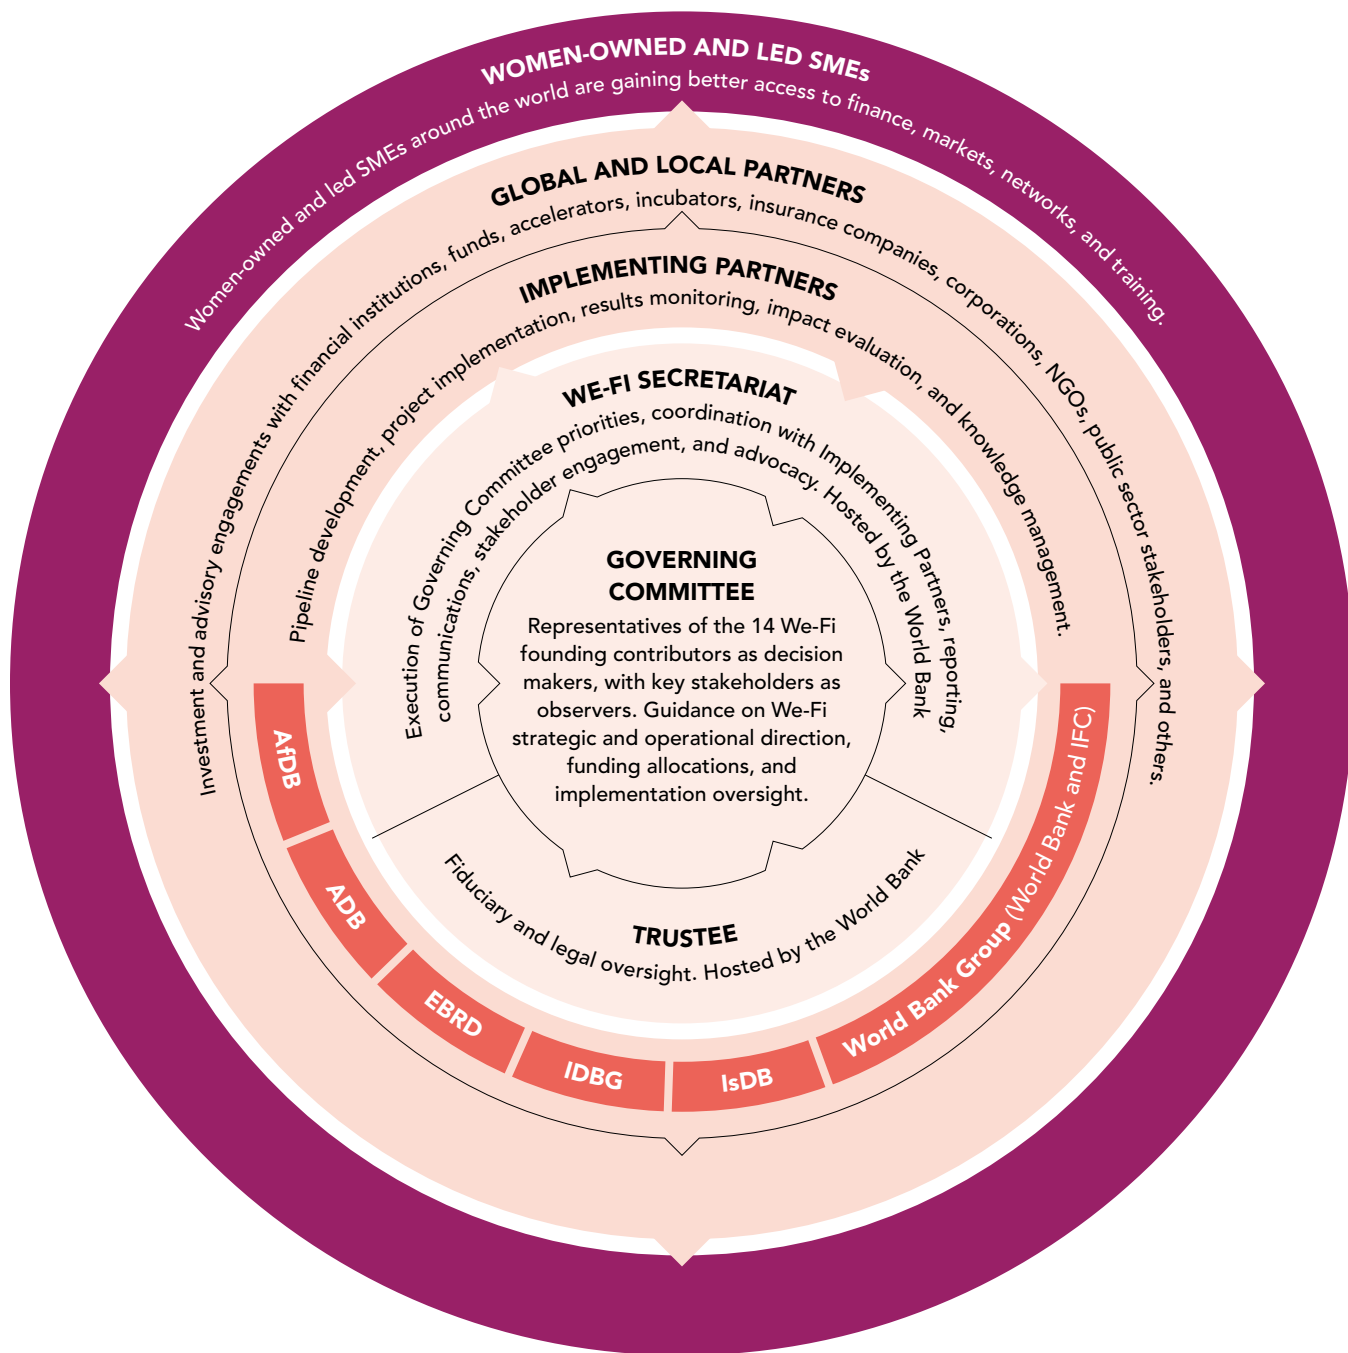 WOMEN-OWNED AND LED SMEs
Women-owned and led SMEs around the world are gaining better access to finance, markets, networks, and training.
GLOBAL AND LOCAL PARTNERS
Investment and advisory engagements with financial institutions, funds, accelerators, incubators, insurance companies, corporations, NGOs, public sector stakeholders, and others.
IMPLEMENTING PARTNERS
Pipeline development, project implementation, results monitoring, impact evaluation, and knowledge management.
WE-FI SECRETARIAT
Execution of Governing Committee priorities, coordination with Implementing Partners, reporting,
communications, stakeholder engagement, and advocacy. Hosted by the World Bank
GOVERNING
COMMITTEE
Representatives of the 14 We-Fi
founding contributors as decision
makers, with key stakeholders as
observers. Guidance on We-Fi
strategic and operational direction,
funding allocations, and
implementation oversight.
TRUSTEE
Fiduciary and legal oversight. Hosted by the World Bank
AfDB
ADB
EBRD
IDBG
IsDB
World Bank Group (World Bank and IFC)